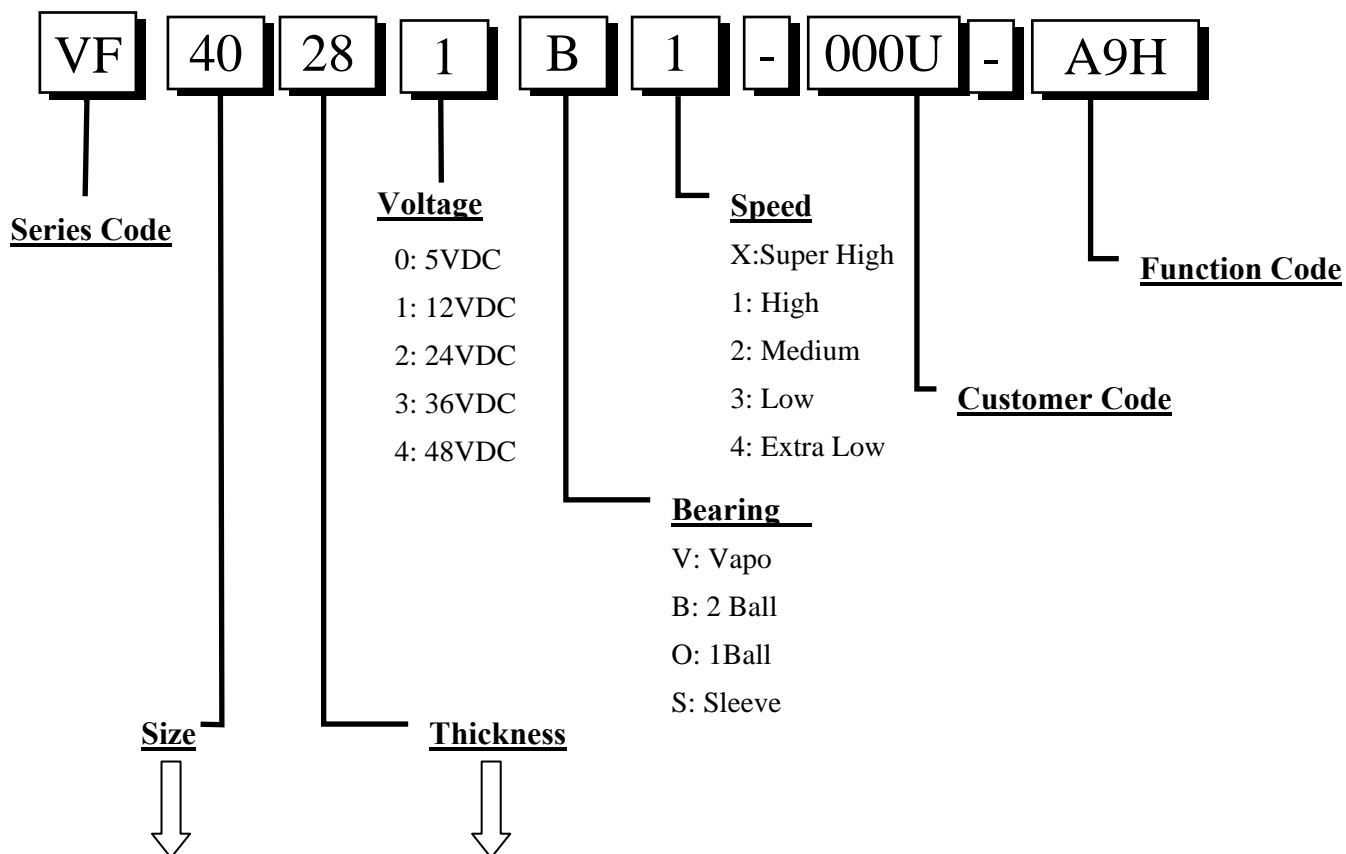 VF 40 28 1 B 1 - 000U - A9H
Series Code
Voltage
0: 5VDC
1: 12VDC
2: 24VDC
3: 36VDC
4: 48VDC
Speed
X:Super High
1: High
2: Medium
3: Low
4: Extra Low
Function Code
Customer Code
Bearing
V: Vapo
B: 2 Ball
O: 1Ball
S: Sleeve
Size
Thickness